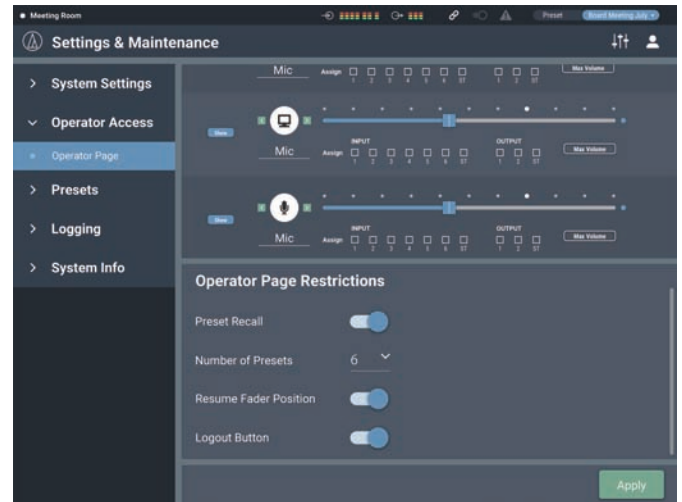 Meeting Room
Preset
Board Meeting July
Settings & Maintenance
System Settings
Operator Access
Operator Page
Presets
Logging
System Info
Mic
Assign
1 2 3 4 5 6 ST 1 2 ST
Max Volume
Show
Mic
INPUT OUTPUT
Assign
1 2 3 4 5 6 ST 1 2 ST
Max Volume
Show
Mic
INPUT OUTPUT
Assign
1 2 3 4 5 6 ST 1 2 ST
Max Volume
Operator Page Restrictions
Preset Recall
Number of Presets 6
Resume Fader Position
Logout Button
Apply